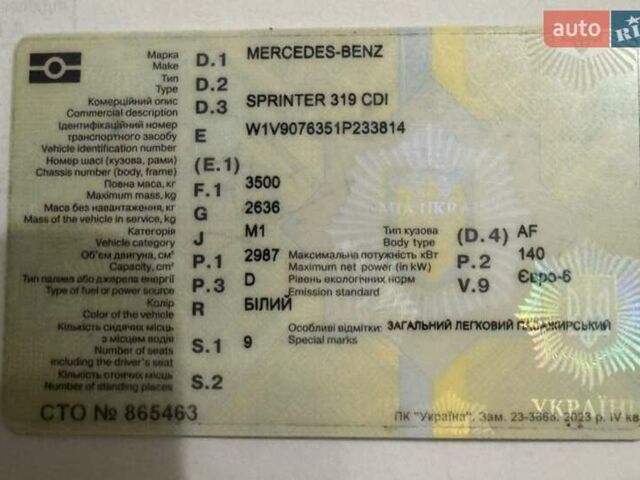 auto RIA
Марка D.1 MERCEDES-BENZ
Make
Тип D.2
Type
Комерційний опис D.3 SPRINTER 319 CDI
Commercial description
Ідентифікаційний номер
транспортного засобу E W1V9076351P233814
Vehicle identification number
Номер шасі (кузова, рами) (E.1)
Chassis number (body, frame)
Повна маса, кг F.1 3500
Maximum mass, kg
Маса без навантаження, кг G 2636
Mass of the vehicle in service, kg
Категорія J M1 Тип кузова (D.4) AF
Vehicle category Body type
Об'єм двигуна, см³ P.1 2987 Максимальна потужність кВт P.2 140
Capacity, cm³ Maximum net power (in kW)
Тип палива або джерела енергії P.3 D Рівень екологічних норм V.9 Євро-6
Type of fuel or power source Emission standard
Колір R БІЛИЙ
Color of the vehicle
Кількість сидячих місць
з місцем водія S.1 9 Особливі відмітки: ЗАГАЛЬНИЙ ЛЕГКОВИЙ ПАСАЖИРСЬКИЙ
Number of seats Special marks
including the driver's seat
Кількість стоячих місць S.2
Number of standing places
СТО № 865463
УКРАЇНІ
ПК "Україна". Зам. 23-3868. 2023 р. IV кв